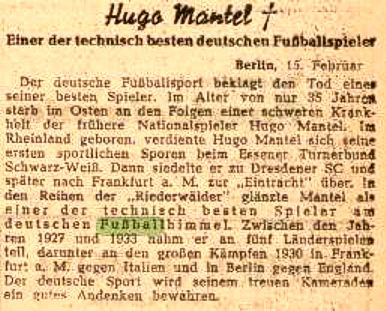 Hugo Mantel †
Einer der technisch besten deutschen Fußballspieler
Berlin, 15. Februar
Der deutsche Fußballsport beklagt den Tod eines
seiner besten Spieler. Im Alter von nur 35 Jahren
starb im Osten an den Folgen einer schweren Krank-
heit der frühere Nationalspieler Hugo Mantel. Im
Rheinland geboren, verdiente Hugo Mantel sich seine
ersten sportlichen Sporen beim Essener Turnerbund
Schwarz-Weiß. Dann siedelte er zu Dresdener SC und
später nach Frankfurt a. M. zur „Eintracht" über. In
den Reihen der „Riederwälder" glänzte Mantel als
einer der technisch besten Spieler am
deutschen Fußballhimmel. Zwischen den Jah-
ren 1927 und 1933 nahm er an fünf Länderspielen
teil, darunter an den großen Kämpfen 1930 in Frank-
furt a. M. gegen Italien und in Berlin gegen England.
Der deutsche Sport wird seinem treuen Kameraden
ein gutes Andenken bewahren.